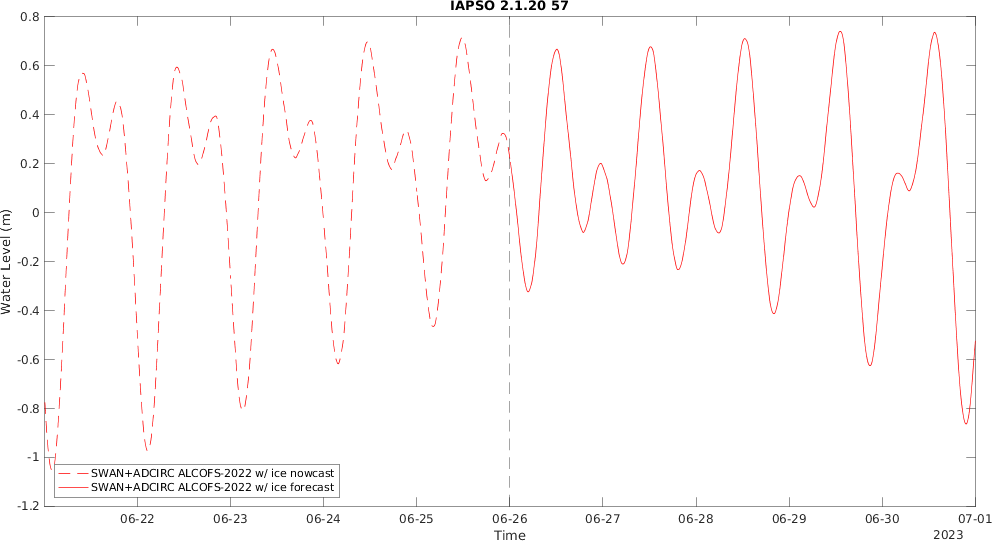 IAPSO 2.1.20 57
Water Level (m)
0.8
0.6
0.4
0.2
0
-0.2
-0.4
-0.6
-0.8
-1
-1.2
SWAN+ADCIRC ALCOFS-2022 w/ ice nowcast
SWAN+ADCIRC ALCOFS-2022 w/ ice forecast
06-22 06-23 06-24 06-25 06-26 06-27 06-28 06-29 06-30 07-01
Time
2023